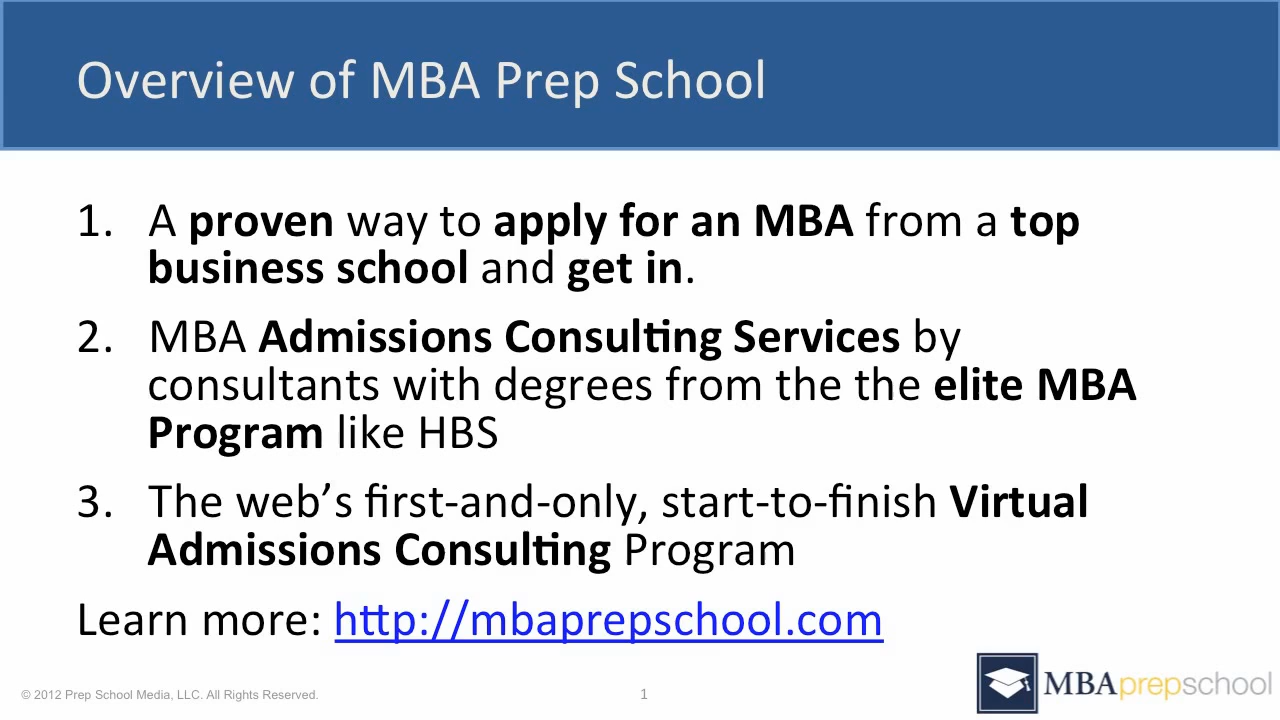 Overview of MBA Prep School
1. A proven way to apply for an MBA from a top
business school and get in.
2. MBA Admissions Consulting Services by
consultants with degrees from the the elite MBA
Program like HBS
3. The web’s first-and-only, start-to-finish Virtual
Admissions Consulting Program
Learn more: http://mbaprepschool.com
© 2012 Prep School Media, LLC. All Rights Reserved.
1
MBAprepschool